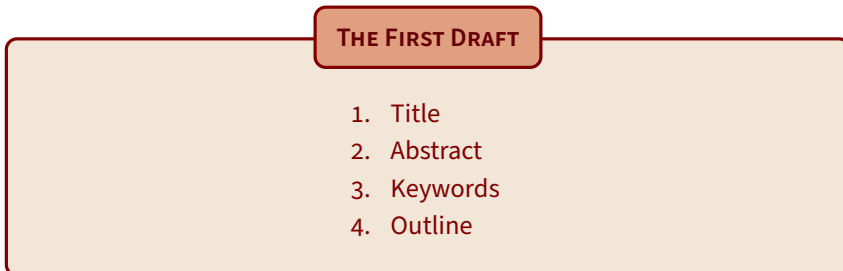 The First Draft
1. Title
2. Abstract
3. Keywords
4. Outline